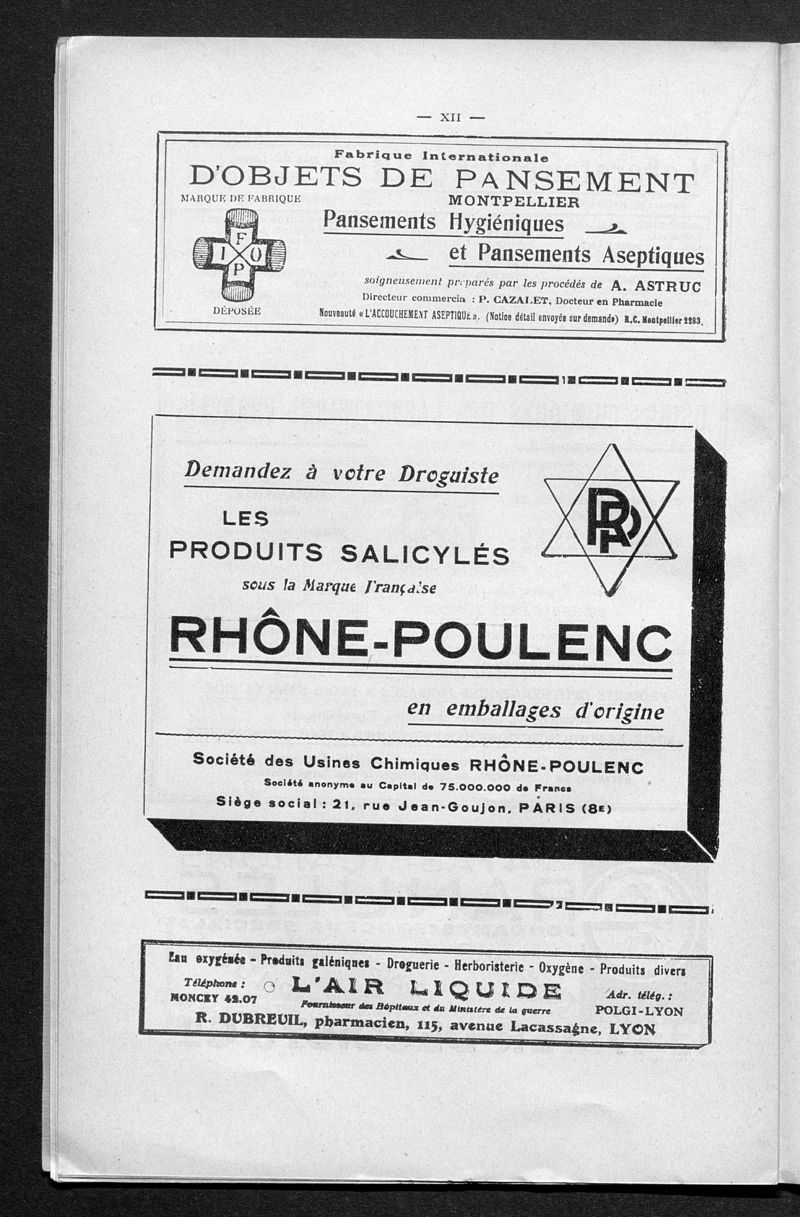 — XII —
Fabrique Internationale
D'OBJETS DE PANSEMENT
MARQUE DE FABRIQUE
MONTPELLIER
Pansements Hygiéniques
et Pansements Aseptiques
F
I O
P
soigneusement préparés par les procédés de A. ASTRUC
Directeur commercia : P. CAZALET, Docteur en Pharmacie
DÉPOSÉE
Nouveauté « L'ACCOUCHEMENT ASEPTIQUE ». (Notice détail envoyée sur demande) R.C. Montpellier 2283.
Demandez à votre Droguiste
LES
PRODUITS SALICYLÉS
sous la Marque Française
RHÔNE-POULENC
en emballages d'origine
Société des Usines Chimiques RHÔNE-POULENC
Société anonyme au Capital de 75.000.000 de Francs
Siège social : 21, rue Jean-Goujon, PARIS (8E)
Eau oxygénée - Produits galéniques - Droguerie - Herboristerie - Oxygène - Produits divers
Téléphone :
MONCEY 42.07
L'AIR LIQUIDE
Fournisseur des Hôpitaux et du Ministère de la guerre
Adr. télég. :
POLGI-LYON
R. DUBREUIL, pharmacien, 115, avenue Lacassagne, LYON